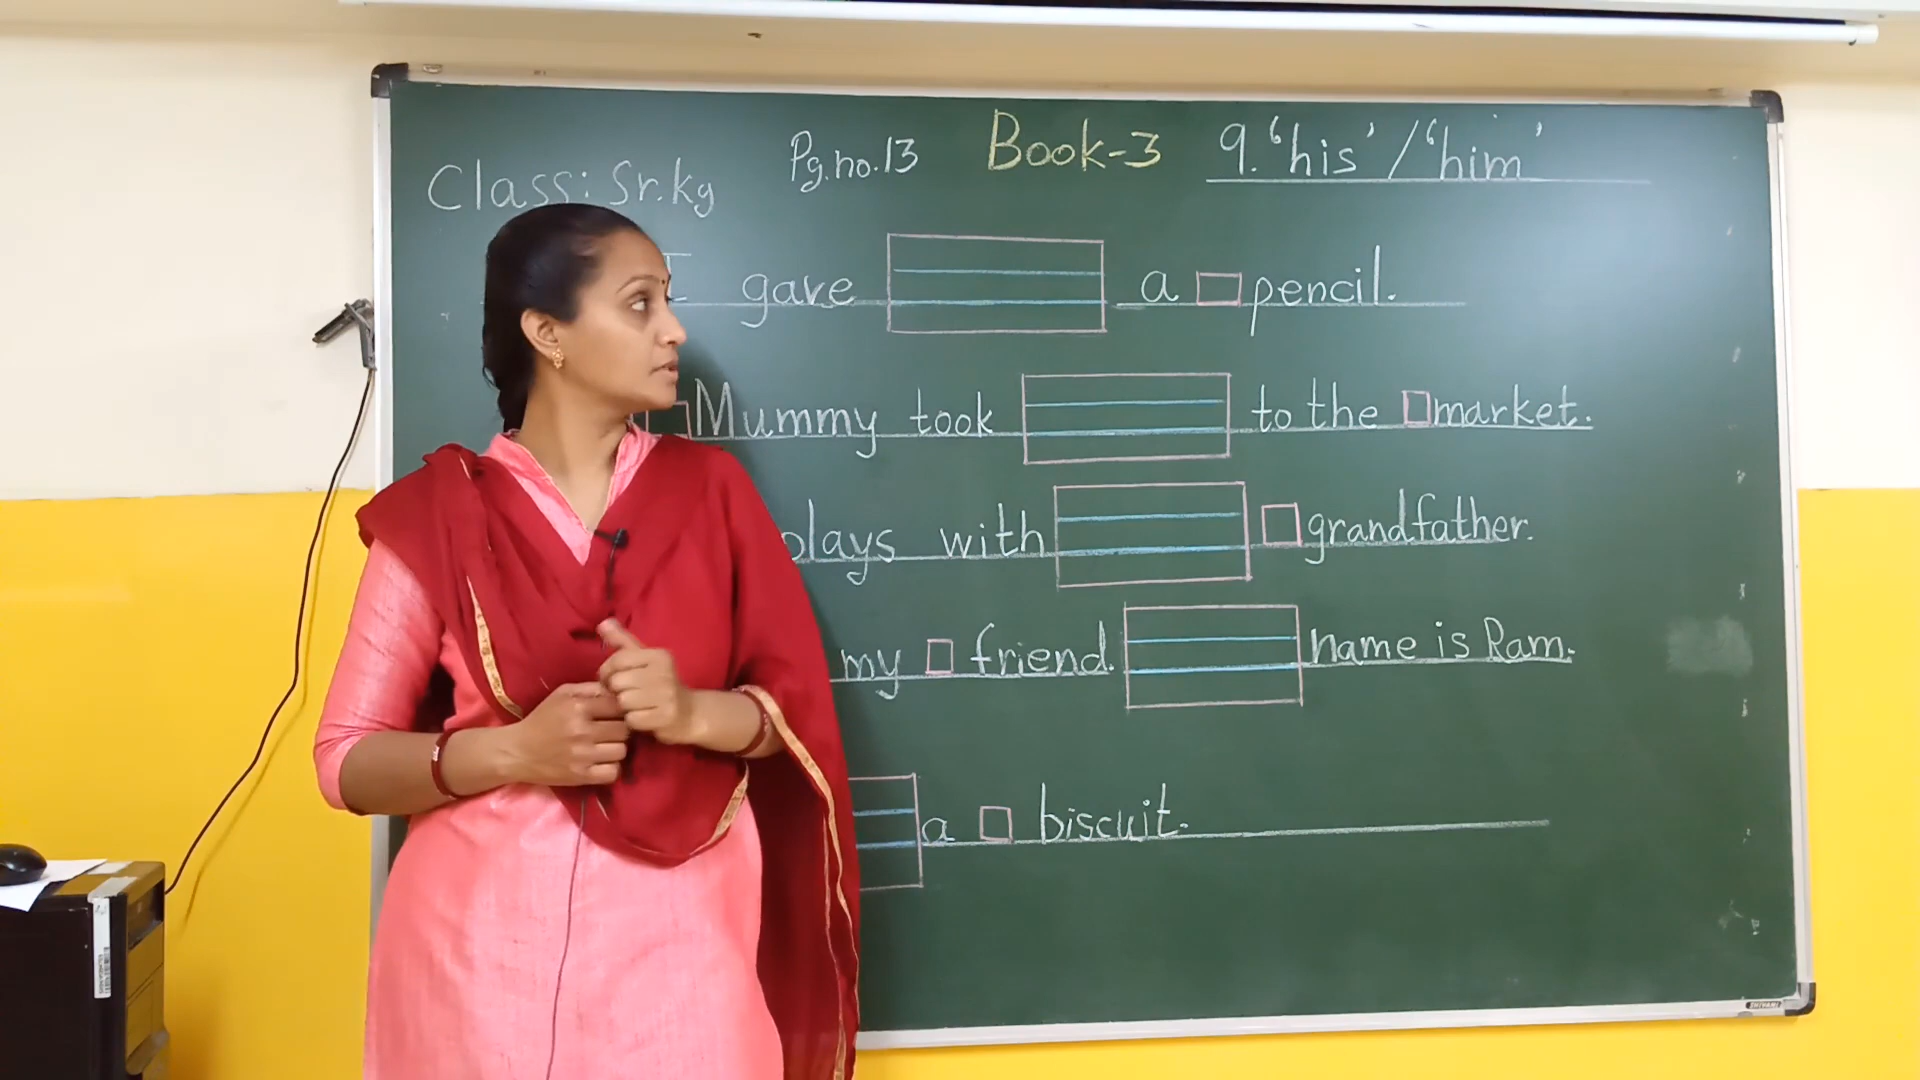 Class: Sr.kg Pg.no.13 Book-3 9. 'his' / 'him'
I gave a pencil.
Mummy took to the market.
plays with grandfather.
my friend. name is Ram.
a biscuit.
SHIVANI